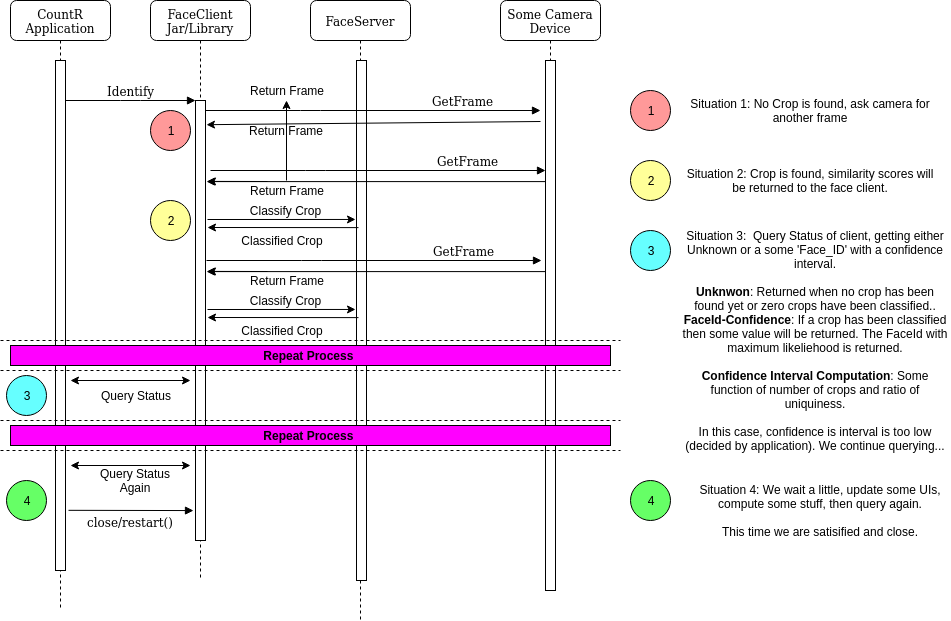 CountR
Application
FaceClient
Jar/Library
FaceServer
Some Camera
Device
Identify
Return Frame
GetFrame
1
Return Frame
GetFrame
Return Frame
2
Classify Crop
Classified Crop
GetFrame
Return Frame
Classify Crop
Classified Crop
Repeat Process
3
Query Status
Repeat Process
4
Query Status
Again
close/restart()
1
Situation 1: No Crop is found, ask camera for
another frame
2
Situation 2: Crop is found, similarity scores will
be returned to the face client.
3
Situation 3: Query Status of client, getting either
Unknown or a some 'Face_ID' with a confidence
interval.
Unknwon: Returned when no crop has been
found yet or zero crops have been classified..
FaceId-Confidence: If a crop has been classified
then some value will be returned. The FaceId with
maximum likeliehood is returned.
Confidence Interval Computation: Some
function of number of crops and ratio of
uniquiness.
In this case, confidence is interval is too low
(decided by application). We continue querying...
4
Situation 4: We wait a little, update some UIs,
compute some stuff, then query again.
This time we are satisified and close.